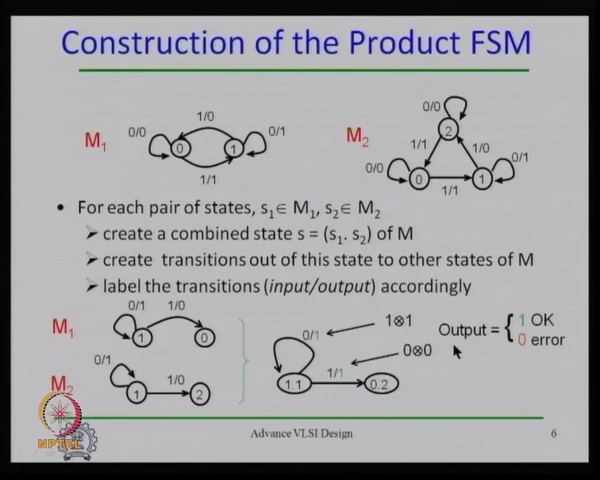 Construction of the Product FSM
M1
0/0
1/0
0
1
0/1
1/1
M2
0/0
2
1/1
1/0
0/0
0
1
0/1
1/1
• For each pair of states, s1∈ M1, s2∈ M2
➤ create a combined state s = (s1. s2) of M
➤ create transitions out of this state to other states of M
➤ label the transitions (input/output) accordingly
M1
0/1
1/0
1
0
M2
0/1
1/0
1
2
0/1
1⊗1
1/1
0⊗0
1.1
0.2
Output = { 1 OK
0 error
NPTEL
Advance VLSI Design
6